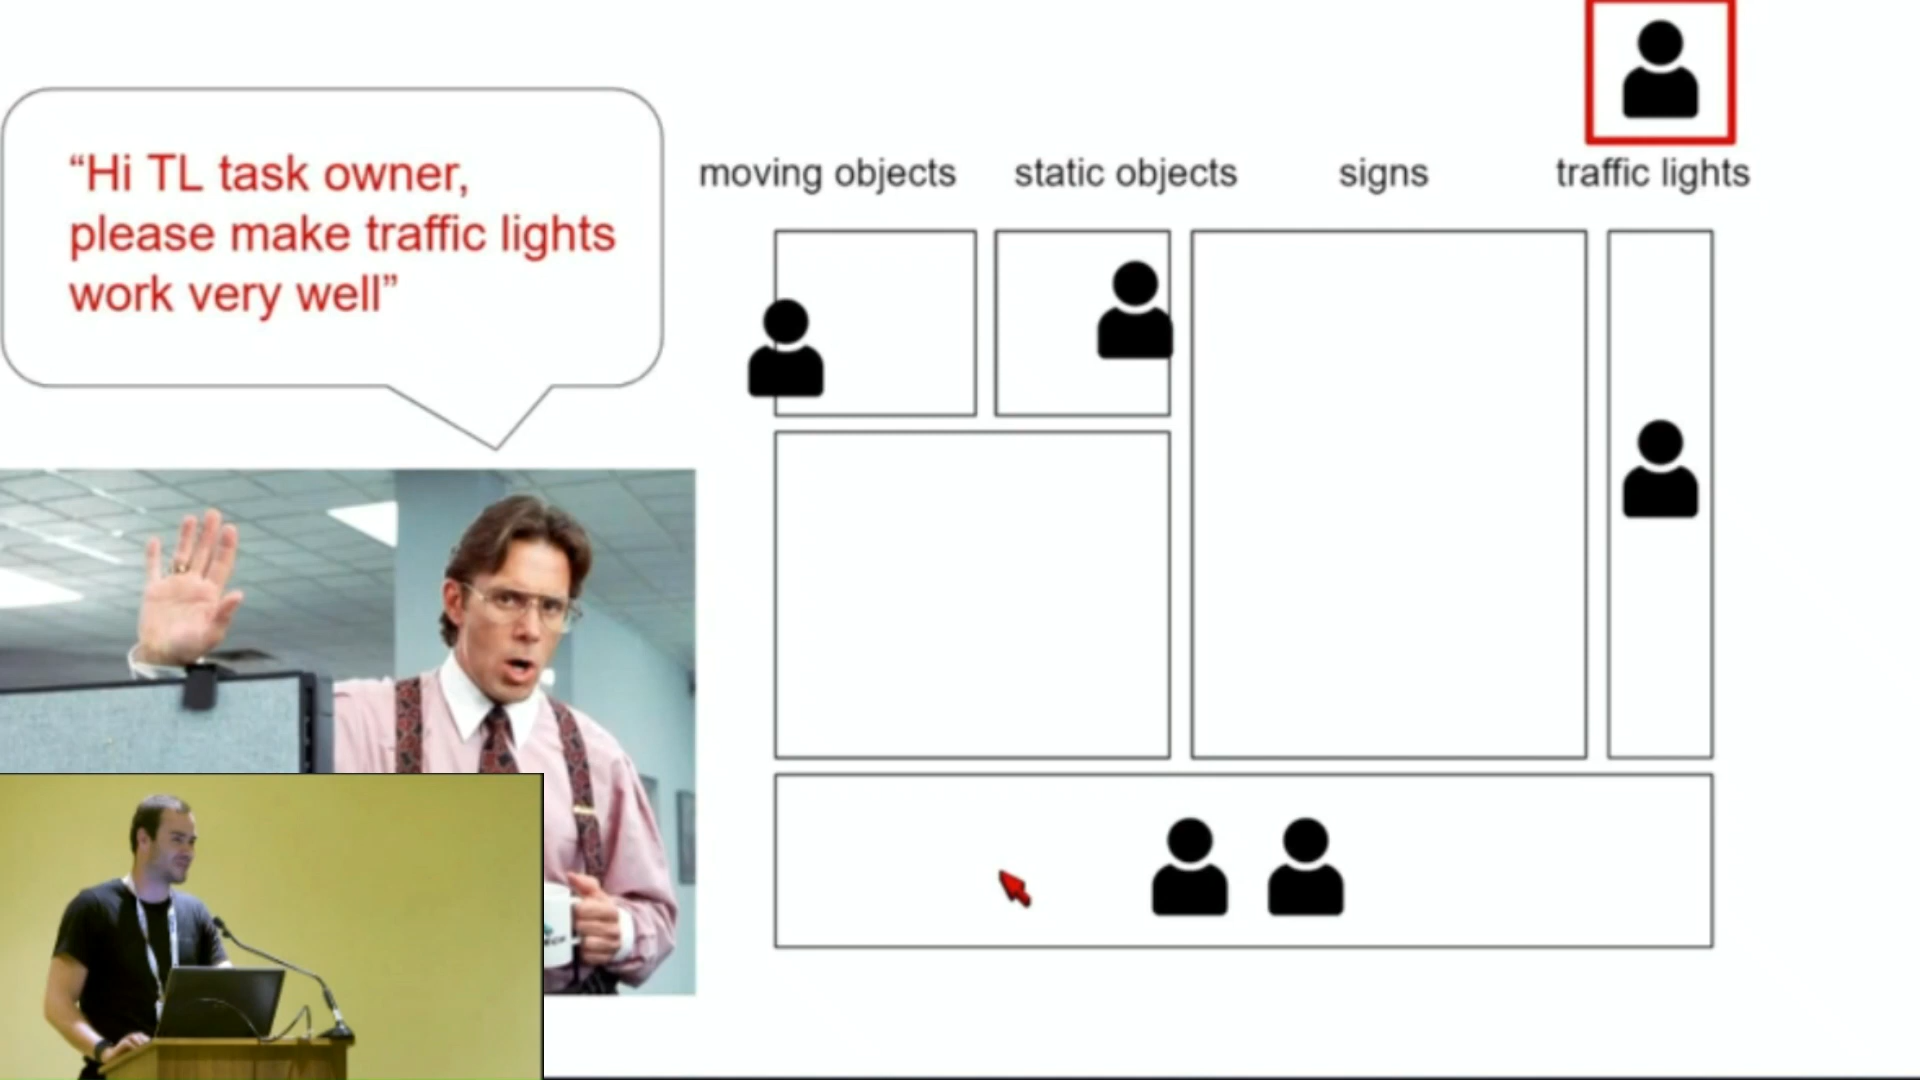 “Hi TL task owner,
please make traffic lights
work very well”
moving objects
static objects
signs
traffic lights